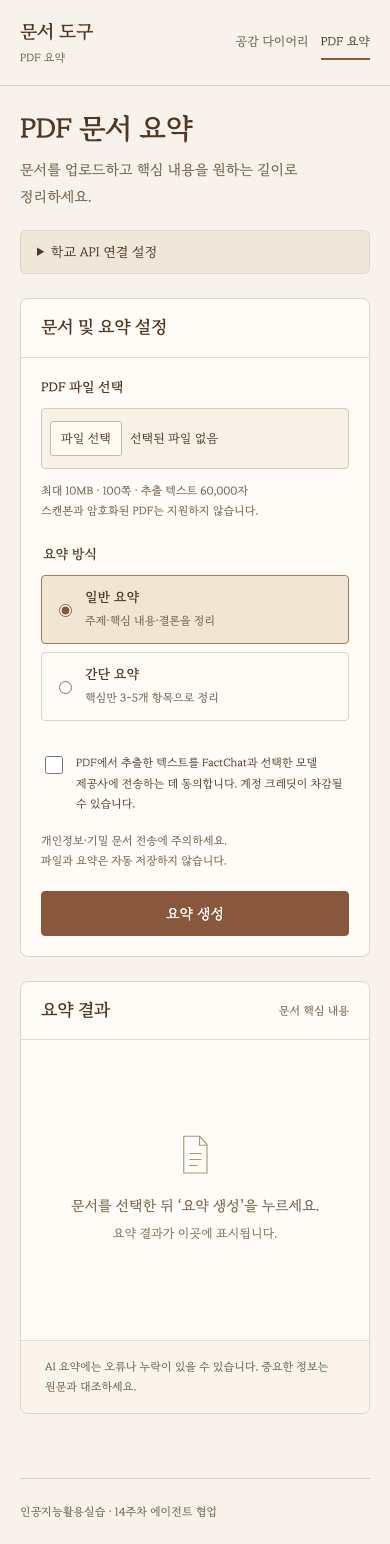 문서 도구
PDF 요약
공감 다이어리
PDF 요약
PDF 문서 요약
문서를 업로드하고 핵심 내용을 원하는 길이로
정리하세요.
▶ 학교 API 연결 설정
문서 및 요약 설정
PDF 파일 선택
파일 선택 선택된 파일 없음
최대 10MB · 100쪽 · 추출 텍스트 60,000자
스캔본과 암호화된 PDF는 지원하지 않습니다.
요약 방식
일반 요약
주제·핵심 내용·결론을 정리
간단 요약
핵심만 3-5개 항목으로 정리
PDF에서 추출한 텍스트를 FactChat과 선택한 모델
제공사에 전송하는 데 동의합니다. 계정 크레딧이 차감될
수 있습니다.
개인정보·기밀 문서 전송에 주의하세요.
파일과 요약은 자동 저장하지 않습니다.
요약 생성
요약 결과
문서 핵심 내용
문서를 선택한 뒤 ‘요약 생성’을 누르세요.
요약 결과가 이곳에 표시됩니다.
AI 요약에는 오류나 누락이 있을 수 있습니다. 중요한 정보는
원문과 대조하세요.
인공지능활용실습 · 14주차 에이전트 협업